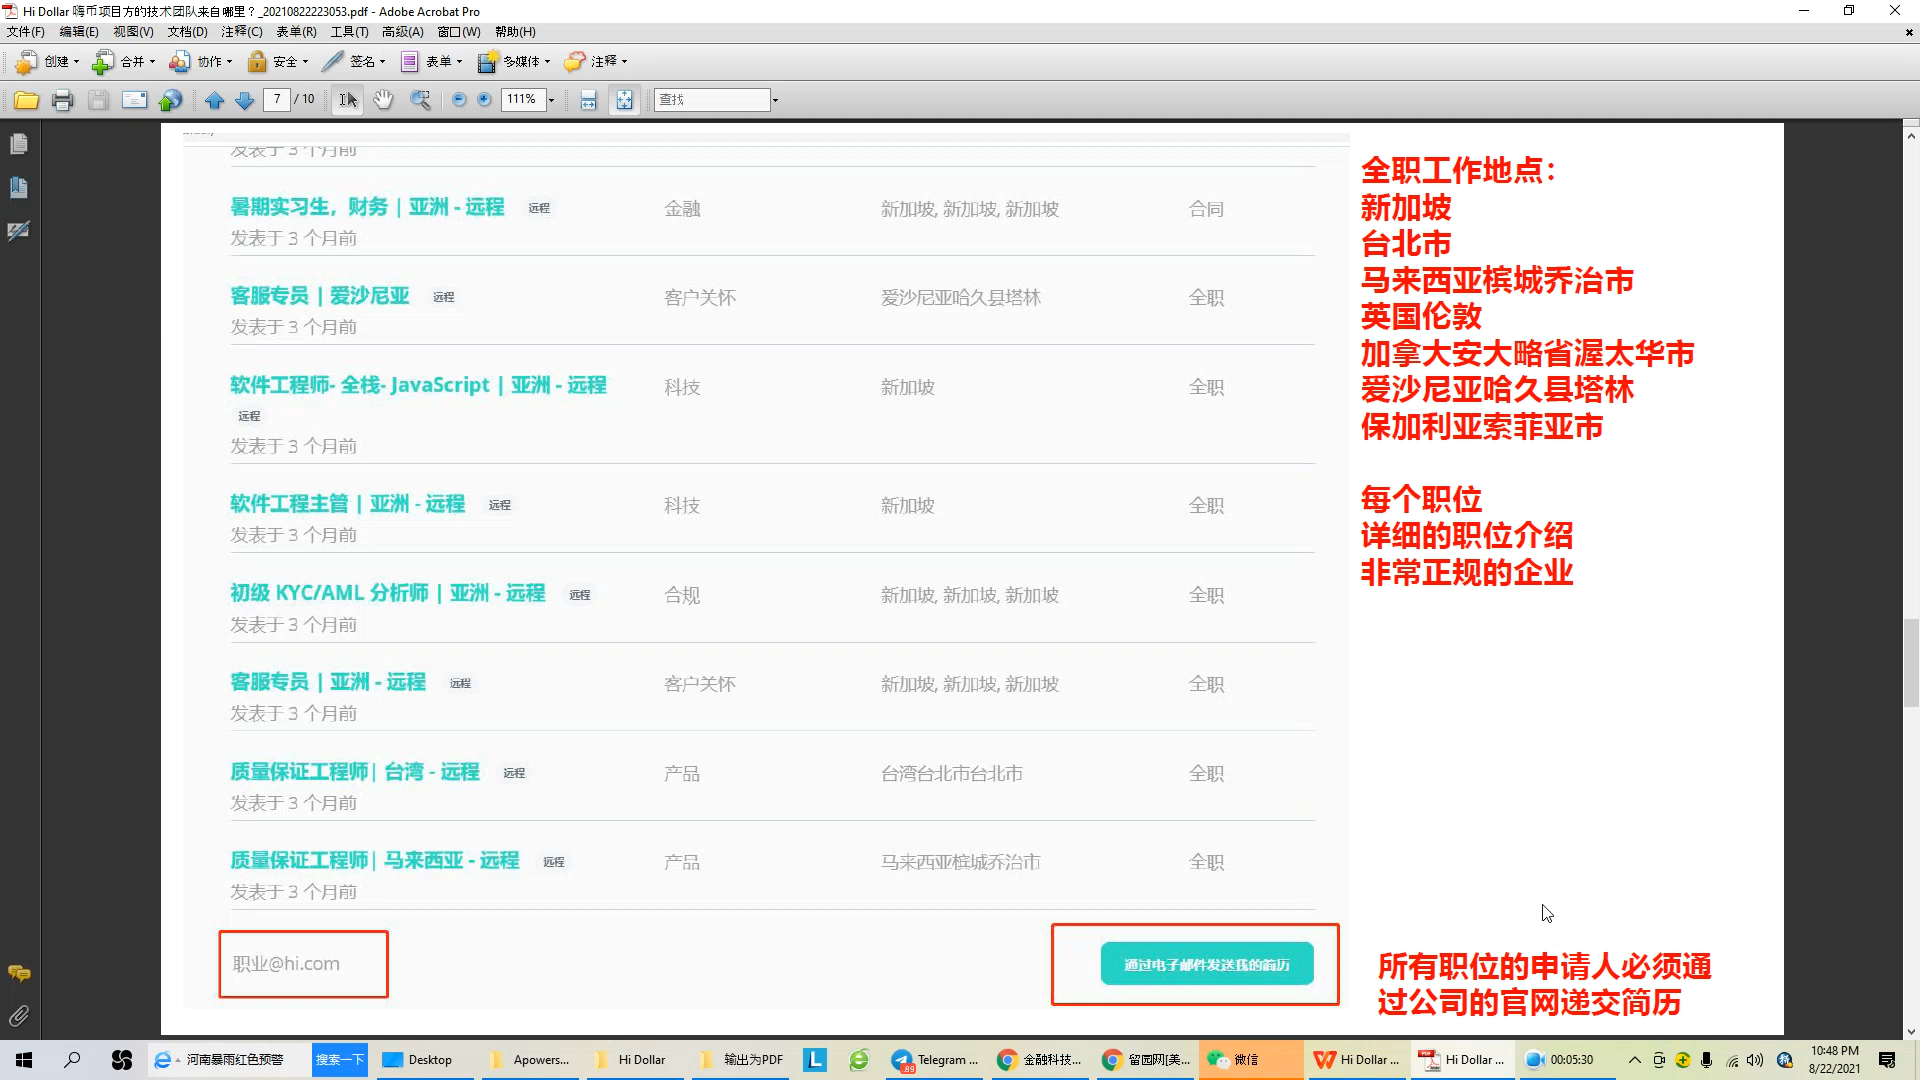 Hi Dollar 嗨币项目方的技术团队来自哪里？_20210822223053.pdf - Adobe Acrobat Pro
文件(F) 编辑(E) 视图(V) 文档(D) 注释(C) 表单(R) 工具(T) 高级(A) 窗口(W) 帮助(H)
创建 合并 协作 安全 签名 表单 多媒体 注释
7 / 10 111% 查找
发表于 3 个月前
暑期实习生，财务 | 亚洲 - 远程 远程 金融 新加坡, 新加坡, 新加坡 合同
发表于 3 个月前
客服专员 | 爱沙尼亚 远程 客户关怀 爱沙尼亚哈久县塔林 全职
发表于 3 个月前
软件工程师- 全栈- JavaScript | 亚洲 - 远程 科技 新加坡 全职
远程
发表于 3 个月前
软件工程主管 | 亚洲 - 远程 远程 科技 新加坡 全职
发表于 3 个月前
初级 KYC/AML 分析师 | 亚洲 - 远程 远程 合规 新加坡, 新加坡, 新加坡 全职
发表于 3 个月前
客服专员 | 亚洲 - 远程 远程 客户关怀 新加坡, 新加坡, 新加坡 全职
发表于 3 个月前
质量保证工程师| 台湾 - 远程 远程 产品 台湾台北市台北市 全职
发表于 3 个月前
质量保证工程师| 马来西亚 - 远程 远程 产品 马来西亚槟城乔治市 全职
发表于 3 个月前
职业@hi.com 通过电子邮件发送我的简历
全职工作地点：
新加坡
台北市
马来西亚槟城乔治市
英国伦敦
加拿大安大略省渥太华市
爱沙尼亚哈久县塔林
保加利亚索菲亚市
每个职位
详细的职位介绍
非常正规的企业
所有职位的申请人必须通
过公司的官网递交简历
河南暴雨红色预警 搜索一下 Desktop Apowers... Hi Dollar 输出为PDF Telegram ... 金融科技... 留园网[美... 微信 Hi Dollar ... Hi Dollar ... 00:05:30
10:48 PM
8/22/2021